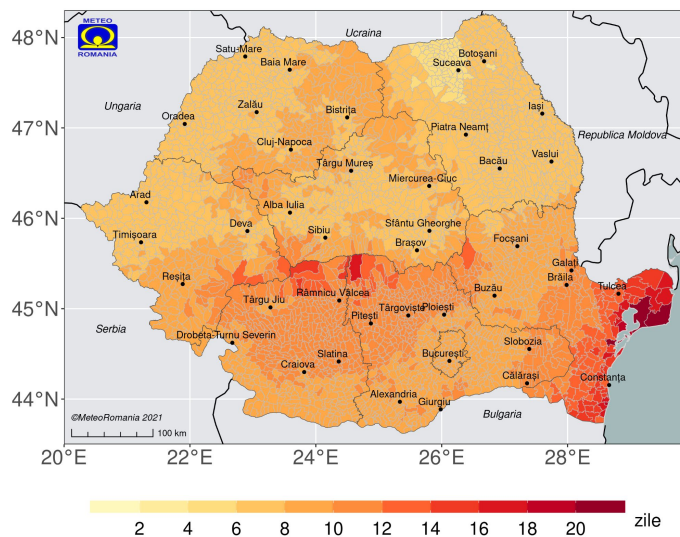 METEO
ROMANIA
48°N
47°N
46°N
45°N
44°N
Ucraina
Satu-Mare
Baia Mare
Botoșani
Suceava
Ungaria
Zalău
Bistrița
Iași
Oradea
Piatra Neamț
Republica Moldova
Cluj-Napoca
Târgu Mureș
Bacău
Vaslui
Miercurea-Ciuc
Arad
Alba Iulia
Timișoara
Deva
Sibiu
Sfântu Gheorghe
Brașov
Focșani
Galați
Reșița
Brăila
Râmnicu Vâlcea
Buzău
Tulcea
Târgu Jiu
Târgoviște
Ploiești
Pitești
Serbia
Drobeta-Turnu Severin
Slatina
București
Slobozia
Craiova
Călărași
Constanța
Alexandria
Giurgiu
Bulgaria
©MeteoRomania 2021
100 km
20°E
22°E
24°E
26°E
28°E
2 4 6 8 10 12 14 16 18 20 zile